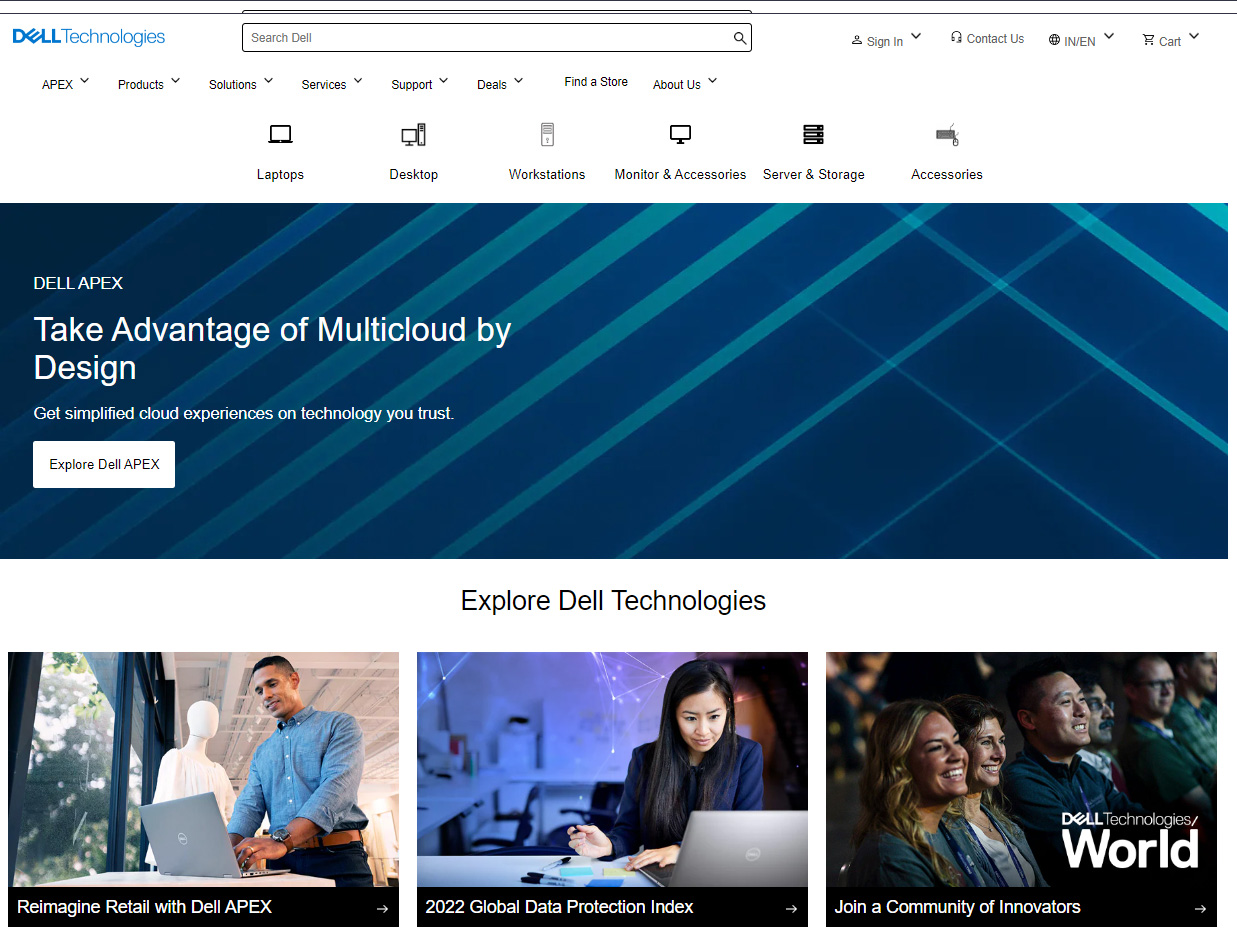 DELLTechnologies
Search Dell
Sign In
Contact Us
IN/EN
Cart
APEX
Products
Solutions
Services
Support
Deals
Find a Store
About Us
Laptops
Desktop
Workstations
Monitor & Accessories
Server & Storage
Accessories
DELL APEX
Take Advantage of Multicloud by
Design
Get simplified cloud experiences on technology you trust.
Explore Dell APEX
Explore Dell Technologies
DELLTechnologies/
World
Reimagine Retail with Dell APEX
2022 Global Data Protection Index
Join a Community of Innovators